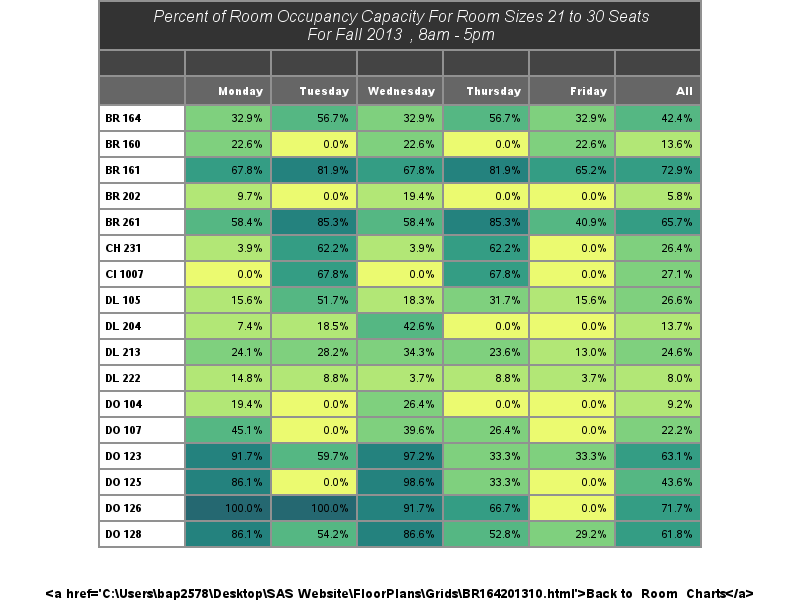 Percent of Room Occupancy Capacity For Room Sizes 21 to 30 Seats
For Fall 2013 , 8am - 5pm
Monday Tuesday Wednesday Thursday Friday All
BR 164 32.9% 56.7% 32.9% 56.7% 32.9% 42.4%
BR 160 22.6% 0.0% 22.6% 0.0% 22.6% 13.6%
BR 161 67.8% 81.9% 67.8% 81.9% 65.2% 72.9%
BR 202 9.7% 0.0% 19.4% 0.0% 0.0% 5.8%
BR 261 58.4% 85.3% 58.4% 85.3% 40.9% 65.7%
CH 231 3.9% 62.2% 3.9% 62.2% 0.0% 26.4%
CI 1007 0.0% 67.8% 0.0% 67.8% 0.0% 27.1%
DL 105 15.6% 51.7% 18.3% 31.7% 15.6% 26.6%
DL 204 7.4% 18.5% 42.6% 0.0% 0.0% 13.7%
DL 213 24.1% 28.2% 34.3% 23.6% 13.0% 24.6%
DL 222 14.8% 8.8% 3.7% 8.8% 3.7% 8.0%
DO 104 19.4% 0.0% 26.4% 0.0% 0.0% 9.2%
DO 107 45.1% 0.0% 39.6% 26.4% 0.0% 22.2%
DO 123 91.7% 59.7% 97.2% 33.3% 33.3% 63.1%
DO 125 86.1% 0.0% 98.6% 33.3% 0.0% 43.6%
DO 126 100.0% 100.0% 91.7% 66.7% 0.0% 71.7%
DO 128 86.1% 54.2% 86.6% 52.8% 29.2% 61.8%
<a href='C:\Users\bap2578\Desktop\SAS Website\FloorPlans\Grids\BR164201310.html'>Back to Room Charts</a>